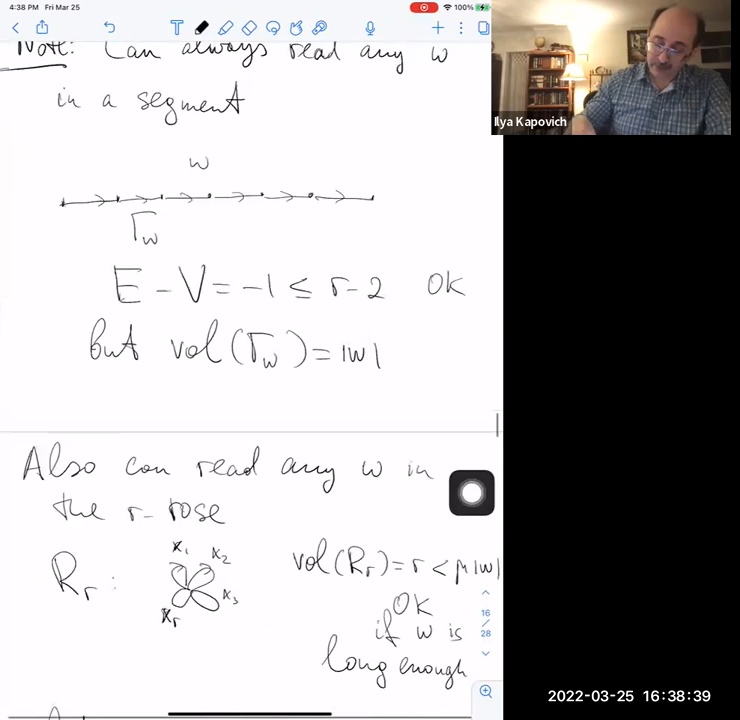 4:38 PM Fri Mar 25
100%
Note: Can always read any w
in a segment
w
Γw
E - V = -1 ≤ r-2 OK
but vol(Γw) = |w|
Also can read any w in
the r-rose
Rr:
x1
x2
x3
xr
vol(Rr) = r < μ|w|
OK
if w is
long enough
16
/
28
Ilya Kapovich
2022-03-25 16:38:39